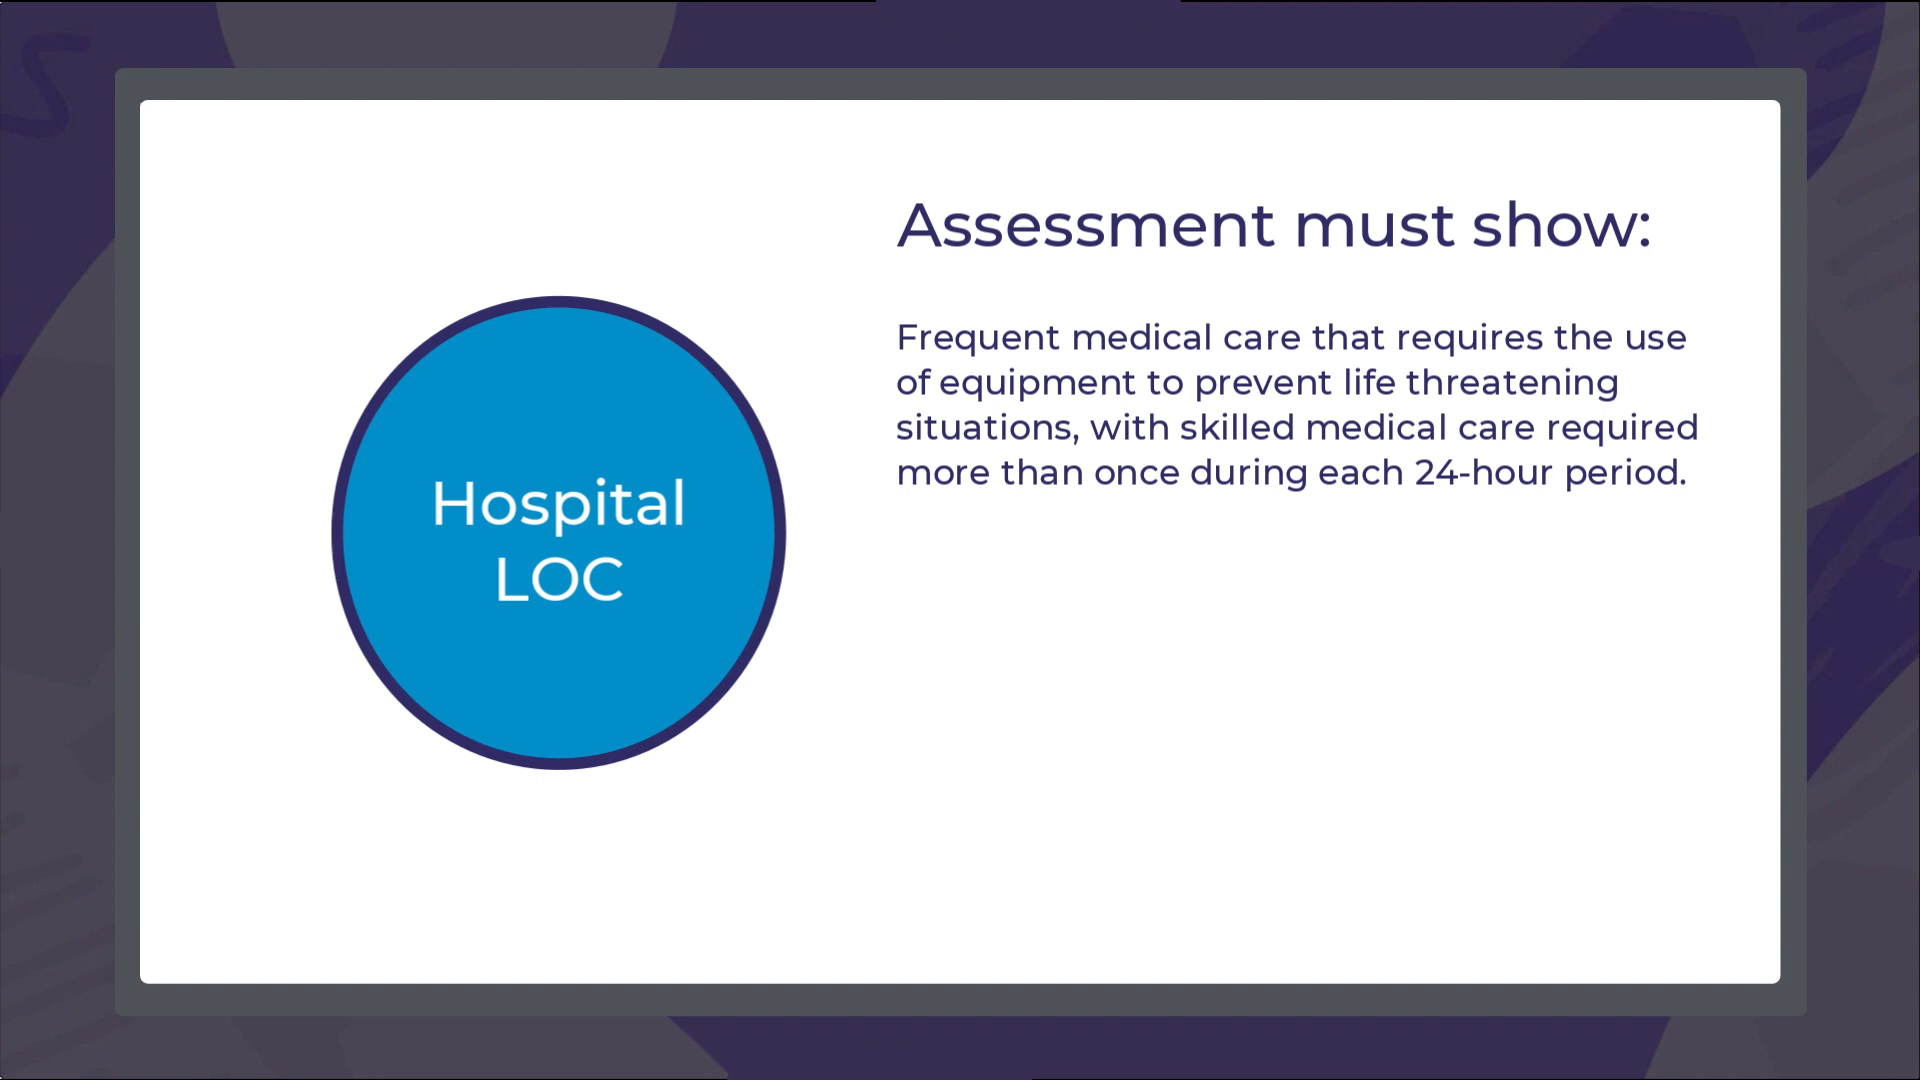 Hospital
LOC
Assessment must show:
Frequent medical care that requires the use
of equipment to prevent life threatening
situations, with skilled medical care required
more than once during each 24-hour period.